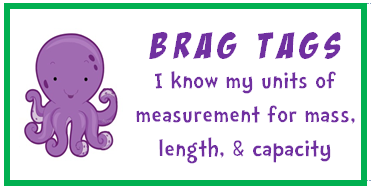 BRAG TAGS
I know my units of
measurement for mass,
length, & capacity